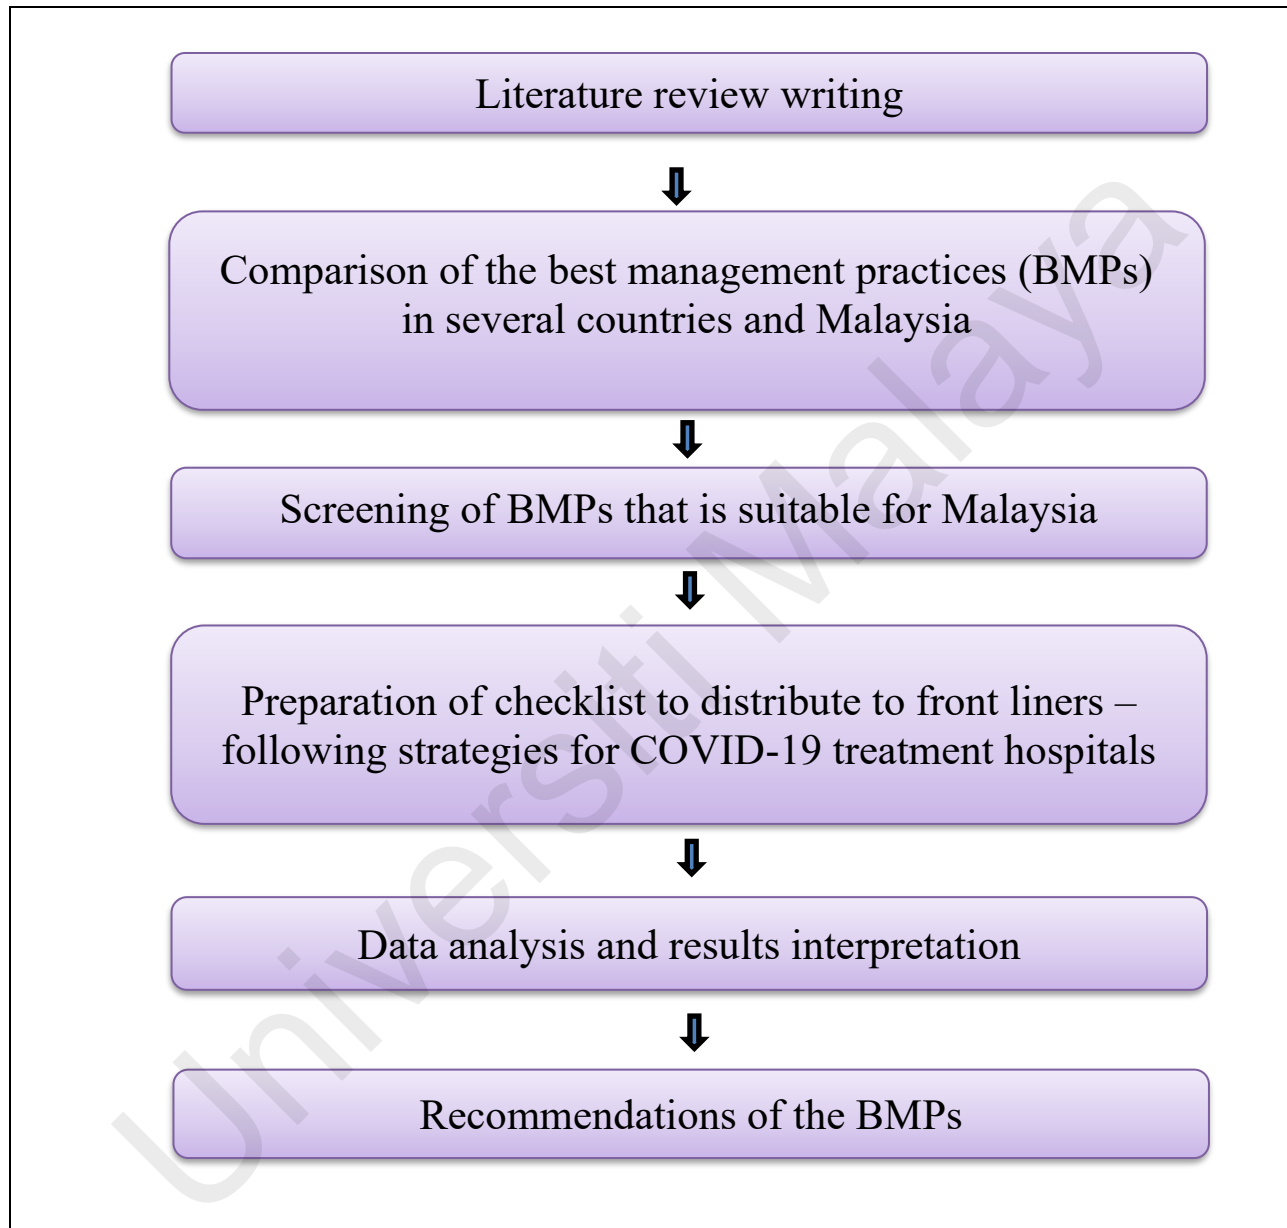 Literature review writing
Comparison of the best management practices (BMPs)
in several countries and Malaysia
Screening of BMPs that is suitable for Malaysia
Preparation of checklist to distribute to front liners –
following strategies for COVID-19 treatment hospitals
Data analysis and results interpretation
Recommendations of the BMPs
Universiti Malaya